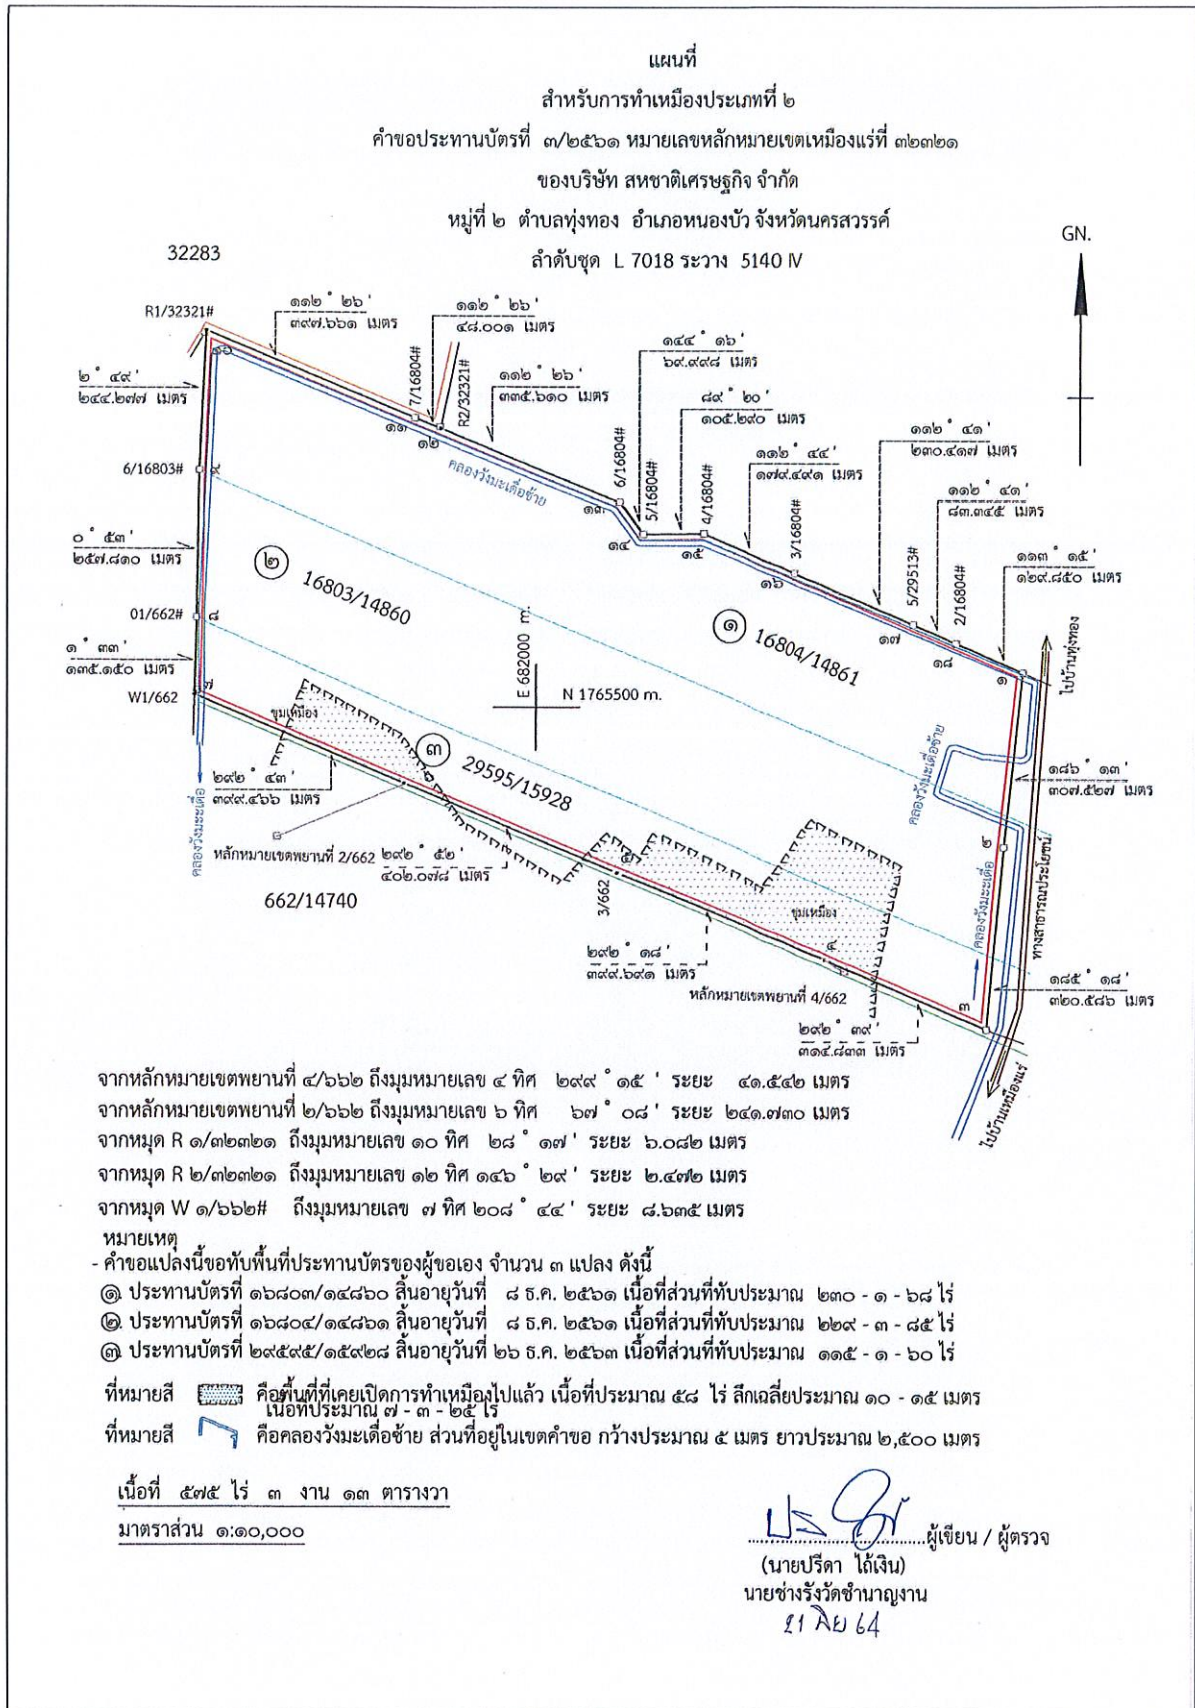 แผนที่
สำหรับการทำเหมืองประเภทที่ ๒
คำขอประทานบัตรที่ ๓/๒๕๖๑ หมายเลขหลักหมายเขตเหมืองแร่ที่ ๓๒๓๒๑
ของบริษัท สหชาติเศรษฐกิจ จำกัด
หมู่ที่ ๒ ตำบลทุ่งทอง อำเภอหนองบัว จังหวัดนครสวรรค์
ลำดับชุด L 7018 ระวาง 5140 IV
GN.
32283
R1/32321#
๑๑๒ ° ๒๖ '
๓๙๗.๖๖๑ เมตร
๑๑๒ ° ๒๖ '
๔๘.๐๐๑ เมตร
๑๑๒ ° ๒๖ '
๓๓๕.๖๑๐ เมตร
๑๔๔ ° ๑๖ '
๖๙.๙๙๘ เมตร
๘๙ ° ๒๐ '
๑๐๕.๒๙๐ เมตร
๑๑๒ ° ๔๔ '
๑๗๙.๔๙๑ เมตร
๑๑๒ ° ๔๑ '
๒๓๐.๔๑๗ เมตร
๑๑๒ ° ๔๑ '
๘๓.๓๔๕ เมตร
๑๑๓ ° ๑๕ '
๑๒๙.๘๕๐ เมตร
๒ ° ๔๙ '
๒๔๔.๒๗๗ เมตร
๑๐
7/16804#
๑๑
๑๒
R2/32321#
คลองวังมะเดื่อซ้าย
6/16804#
๑๓
5/16804#
๑๔
4/16804#
๑๕
3/16804#
๑๖
5/29513#
๑๗
2/16804#
๑๘
๑
ไปบ้านทุ่งทอง
6/16803#
๙
๐ ° ๕๓ '
๒๕๗.๘๑๐ เมตร
๒
16803/14860
๑
16804/14861
01/662#
๘
๑ ° ๓๓ '
๑๓๕.๑๕๐ เมตร
W1/662
๗
E 682000 m.
N 1765500 m.
ขุมเหมือง
๓
29595/15928
คลองวังมะเดื่อซ้าย
๑๘๖ ° ๑๓ '
๓๐๗.๕๒๗ เมตร
๒๙๒ ° ๔๓ '
๓๙๙.๔๖๖ เมตร
๖
คลองวังมะเดื่อ
หลักหมายเขตพยานที่ 2/662
๒๙๒ ° ๕๒ '
๔๐๒.๐๗๘ เมตร
662/14740
๕
3/662
ขุมเหมือง
๒
คลองวังมะเดื่อ
ทางสาธารณประโยชน์
๒๙๒ ° ๑๘ '
๓๙๙.๖๙๑ เมตร
๔
หลักหมายเขตพยานที่ 4/662
๓
๑๘๕ ° ๑๘ '
๓๒๐.๕๘๖ เมตร
๒๙๒ ° ๓๙ '
๓๑๔.๘๓๓ เมตร
ไปบ้านเหมืองแร่
จากหลักหมายเขตพยานที่ ๔/๖๖๒ ถึงมุมหมายเลข ๔ ทิศ ๒๙๙ ° ๑๕ ' ระยะ ๔๑.๕๔๒ เมตร
จากหลักหมายเขตพยานที่ ๒/๖๖๒ ถึงมุมหมายเลข ๖ ทิศ ๖๗ ° ๐๘ ' ระยะ ๒๔๑.๗๓๐ เมตร
จากหมุด R ๑/๓๒๓๒๑ ถึงมุมหมายเลข ๑๐ ทิศ ๒๘ ° ๑๗ ' ระยะ ๖.๐๘๒ เมตร
จากหมุด R ๒/๓๒๓๒๑ ถึงมุมหมายเลข ๑๒ ทิศ ๑๔๖ ° ๒๙ ' ระยะ ๒.๔๗๒ เมตร
จากหมุด W ๑/๖๖๒# ถึงมุมหมายเลข ๗ ทิศ ๒๐๘ ° ๔๔ ' ระยะ ๘.๖๓๕ เมตร
หมายเหตุ
- คำขอแปลงนี้ขอทับพื้นที่ประทานบัตรของผู้ขอเอง จำนวน ๓ แปลง ดังนี้
๑ ประทานบัตรที่ ๑๖๘๐๓/๑๔๘๖๐ สิ้นอายุวันที่ ๘ ธ.ค. ๒๕๖๑ เนื้อที่ส่วนที่ทับประมาณ ๒๓๐ - ๑ - ๖๘ ไร่
๒ ประทานบัตรที่ ๑๖๘๐๔/๑๔๘๖๑ สิ้นอายุวันที่ ๘ ธ.ค. ๒๕๖๑ เนื้อที่ส่วนที่ทับประมาณ ๒๒๙ - ๓ - ๘๕ ไร่
๓ ประทานบัตรที่ ๒๙๕๙๕/๑๕๙๒๘ สิ้นอายุวันที่ ๒๖ ธ.ค. ๒๕๖๓ เนื้อที่ส่วนที่ทับประมาณ ๑๑๕ - ๑ - ๖๐ ไร่
ที่หมายสี คือพื้นที่ที่เคยเปิดการทำเหมืองไปแล้ว เนื้อที่ประมาณ ๕๘ ไร่ ลึกเฉลี่ยประมาณ ๑๐ - ๑๕ เมตร
เนื้อที่ประมาณ ๗ - ๓ - ๒๕ ไร่
ที่หมายสี คือคลองวังมะเดื่อซ้าย ส่วนที่อยู่ในเขตคำขอ กว้างประมาณ ๕ เมตร ยาวประมาณ ๒,๕๐๐ เมตร
เนื้อที่ ๕๗๕ ไร่ ๓ งาน ๑๓ ตารางวา
มาตราส่วน ๑:๑๐,๐๐๐
ผู้เขียน / ผู้ตรวจ
(นายปรีดา ไถ้เงิน)
นายช่างรังวัดชำนาญงาน